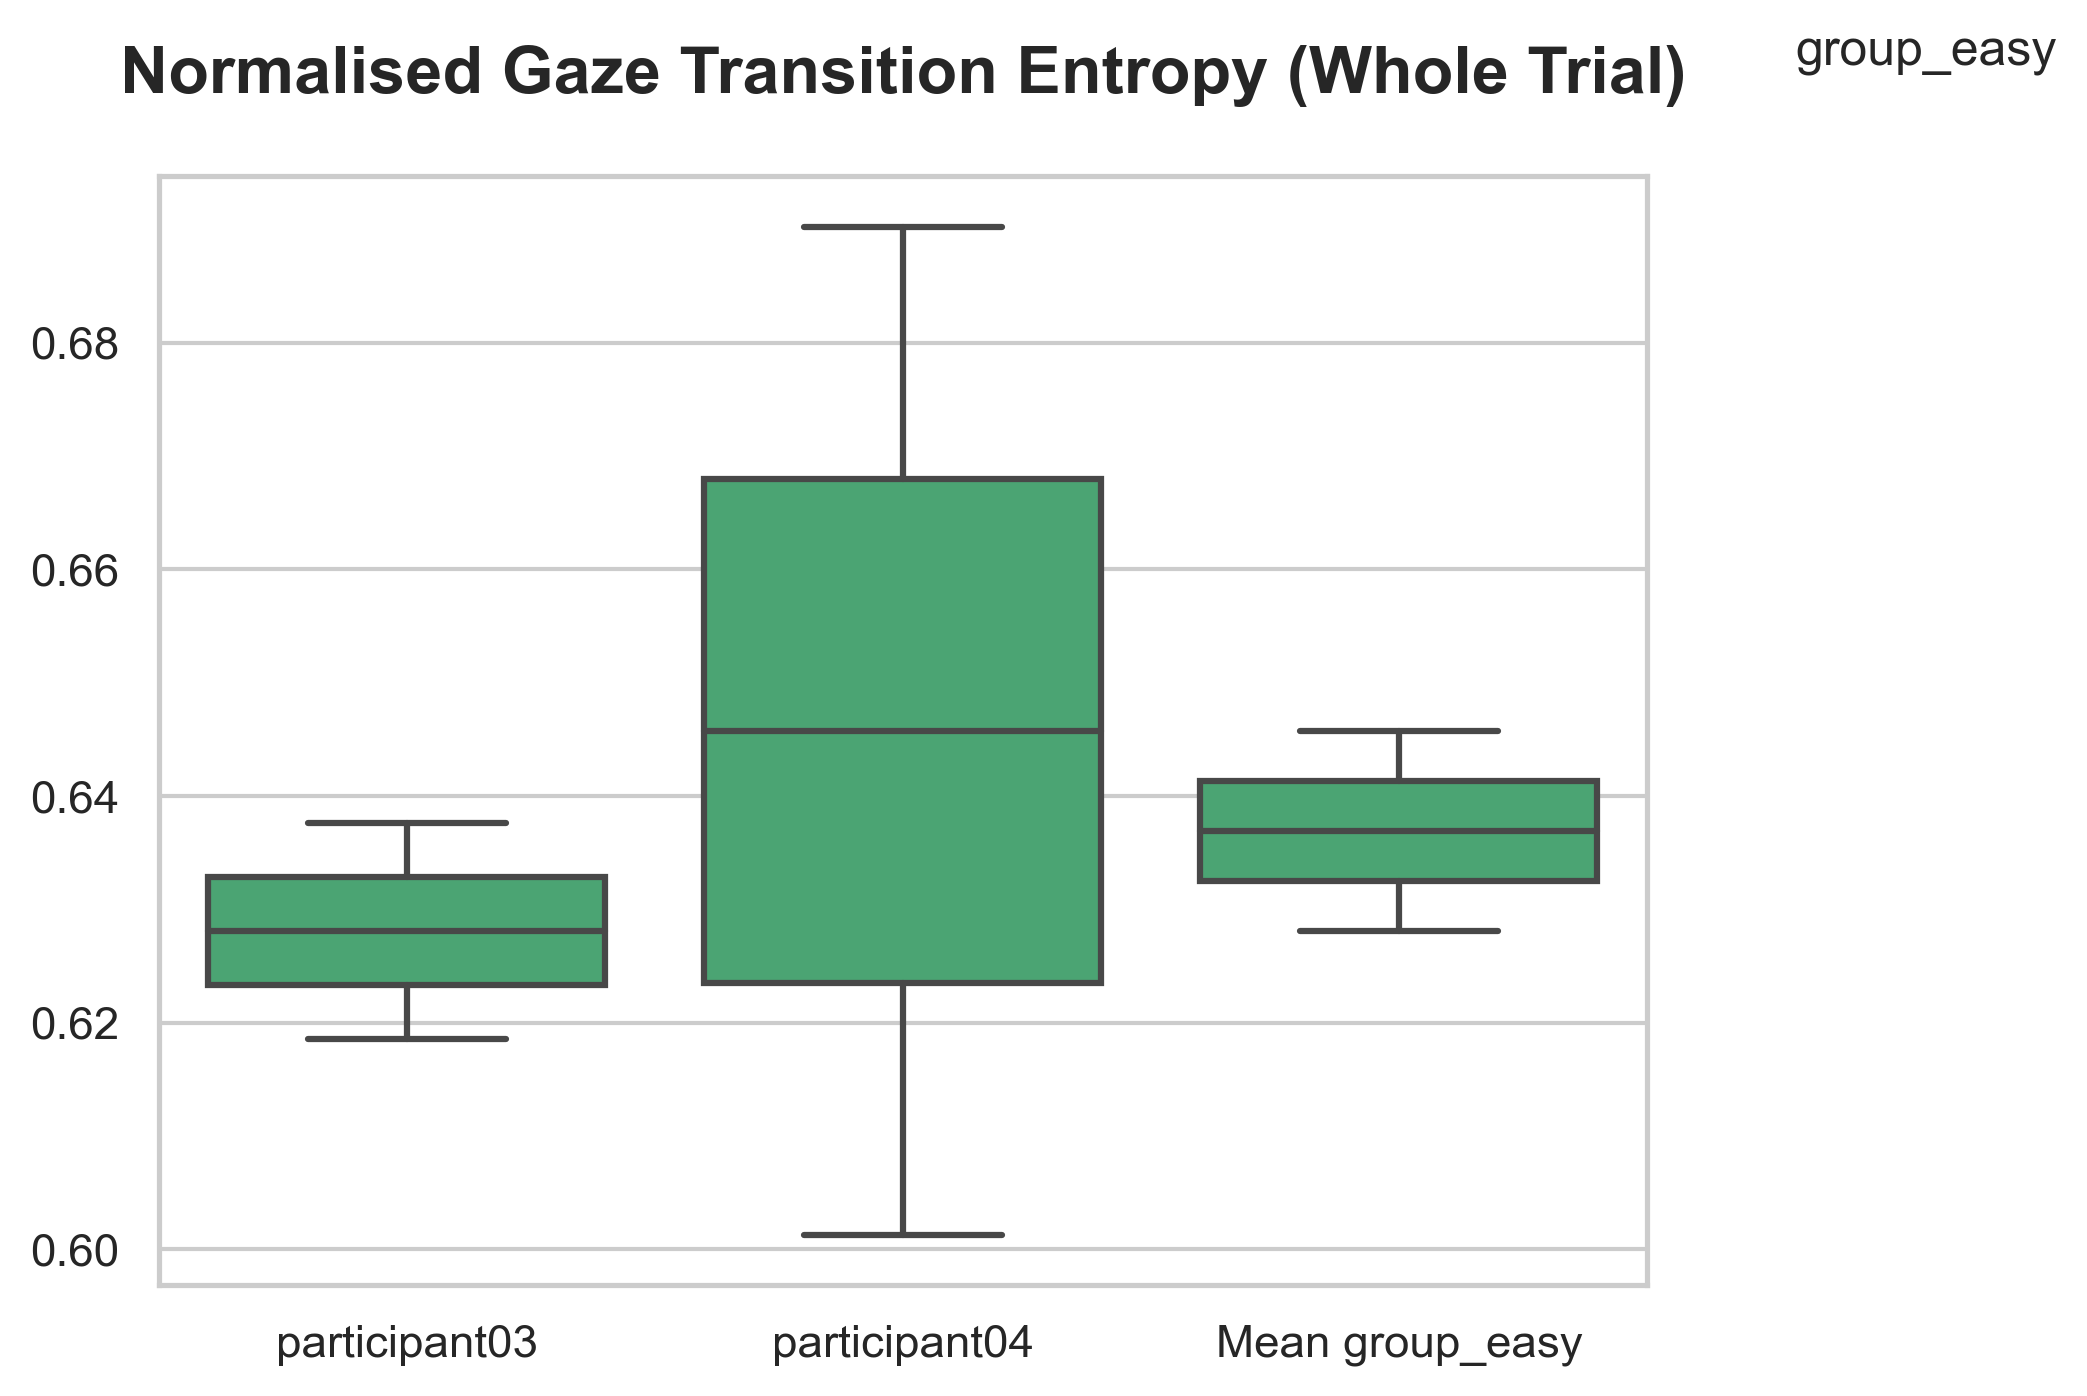 Normalised Gaze Transition Entropy (Whole Trial)
group_easy
0.68
0.66
0.64
0.62
0.60
participant03
participant04
Mean group_easy